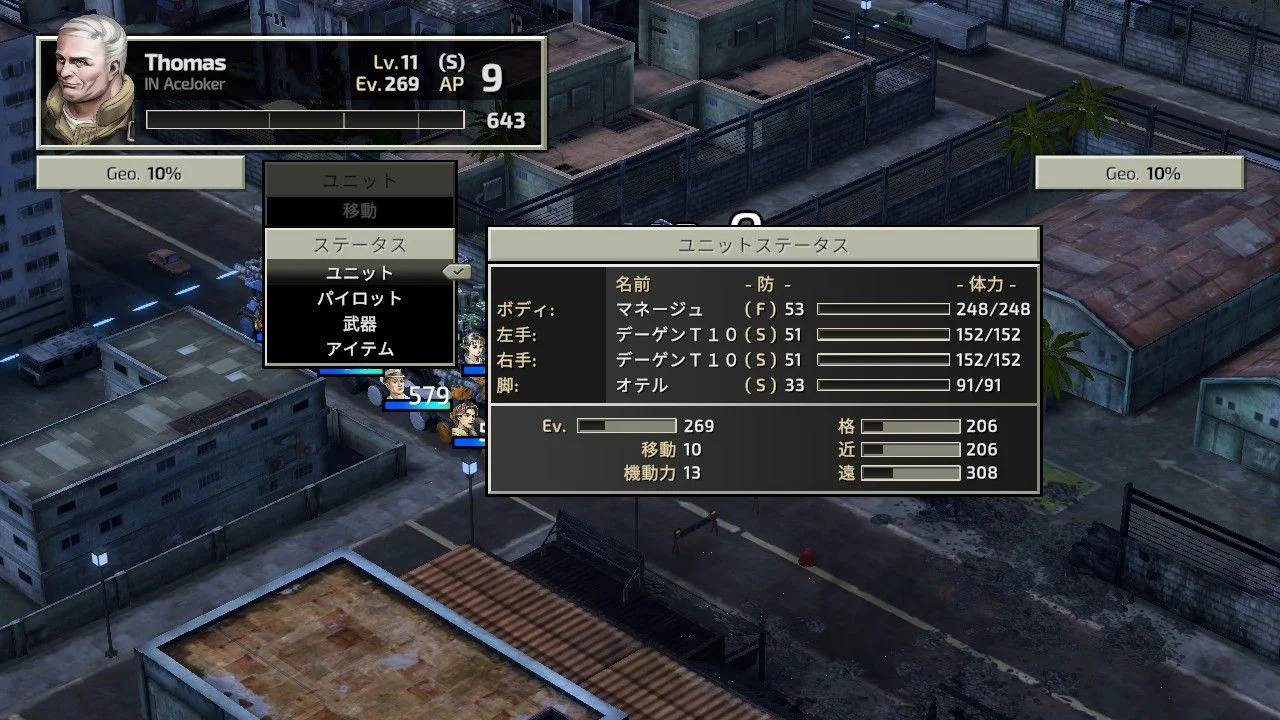 Thomas Lv.11 (S) 9
IN AceJoker Ev.269 AP
643
Geo. 10%
Geo. 10%
ユニット
移動
ステータス
ユニット
パイロット
武器
アイテム
579
ユニットステータス
名前 - 防 - - 体力 -
ボディ: マネージュ (F) 53 248/248
左手: デーゲンT10 (S) 51 152/152
右手: デーゲンT10 (S) 51 152/152
脚: オテル (S) 33 91/91
Ev. 269 格 206
移動 10 近 206
機動力 13 遠 308